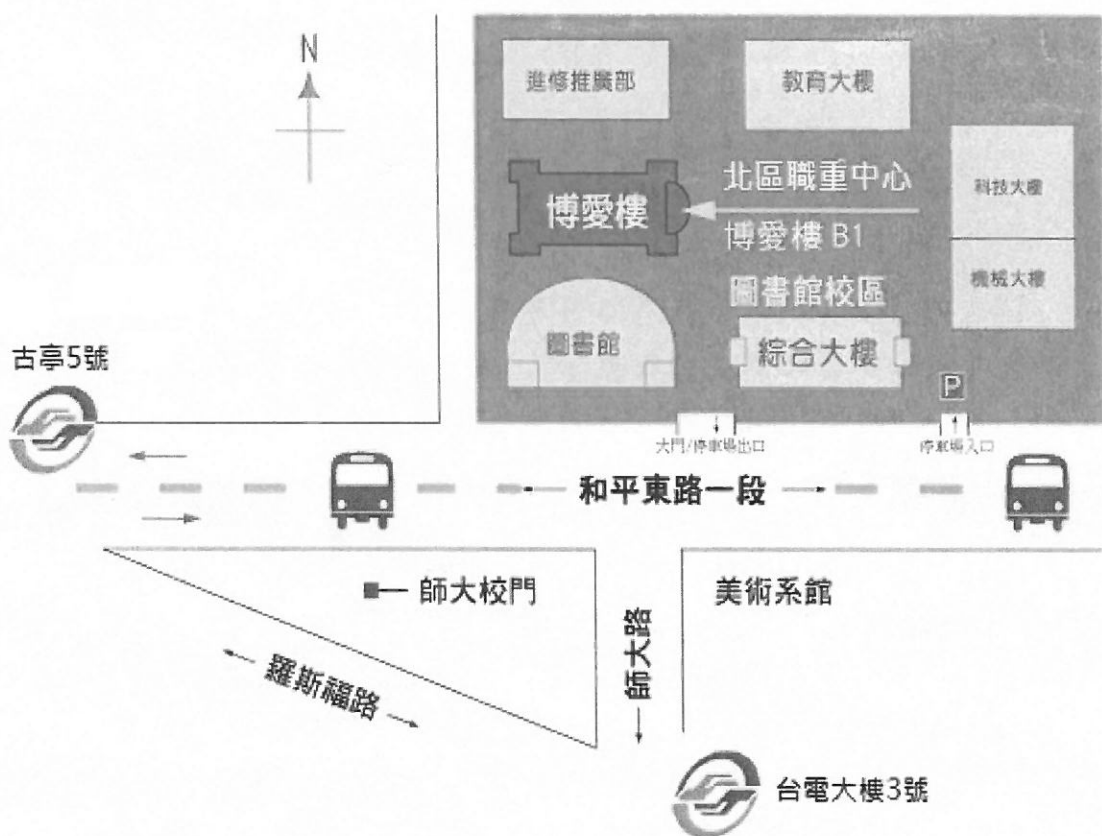 N
進修推廣部
教育大樓
北區職重中心
博愛樓
科技大樓
博愛樓 B1
機械大樓
圖書館校區
圖書館
綜合大樓
古亭5號
P
大門/停車場出口
停車場入口
和平東路一段
師大校門
美術系館
師大路
羅斯福路
台電大樓3號